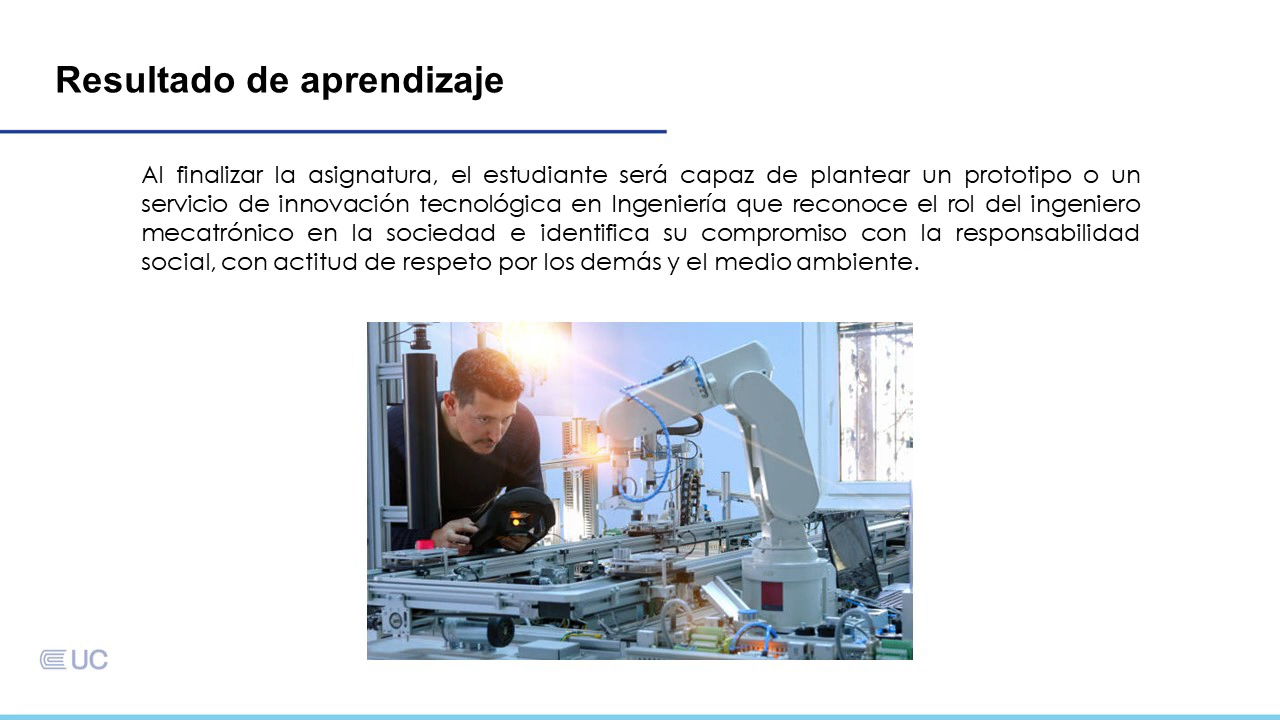 Resultado de aprendizaje
Al finalizar la asignatura, el estudiante será capaz de plantear un prototipo o un
servicio de innovación tecnológica en Ingeniería que reconoce el rol del ingeniero
mecatrónico en la sociedad e identifica su compromiso con la responsabilidad
social, con actitud de respeto por los demás y el medio ambiente.
UC